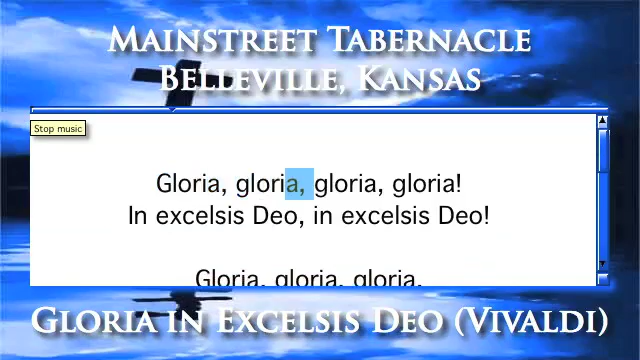 Mainstreet Tabernacle
Belleville, Kansas
Stop music
Gloria, gloria, gloria, gloria!
In excelsis Deo, in excelsis Deo!
Gloria, gloria, gloria,
Gloria in Excelsis Deo (Vivaldi)